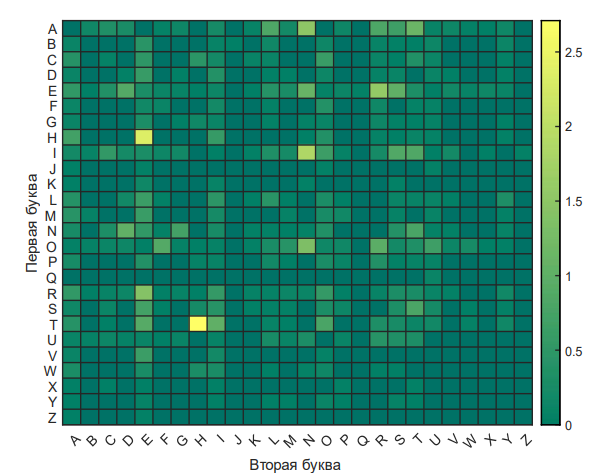 Первая буква
A
B
C
D
E
F
G
H
I
J
K
L
M
N
O
P
Q
R
S
T
U
V
W
X
Y
Z
A B C D E F G H I J K L M N O P Q R S T U V W X Y Z
Вторая буква
2.5
2
1.5
1
0.5
0